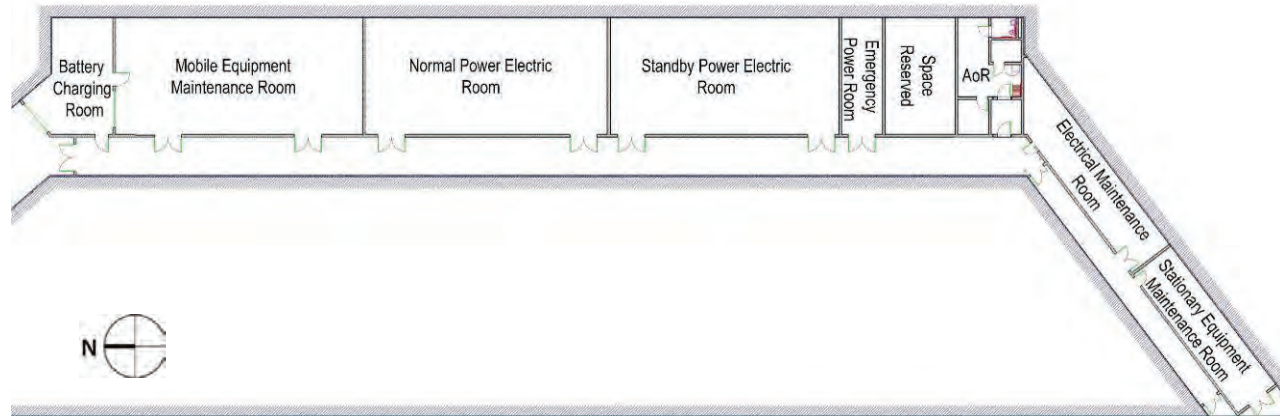 Battery
Charging
Room
Mobile Equipment
Maintenance Room
Normal Power Electric
Room
Standby Power Electric
Room
Emergency
Power Room
Space
Reserved
AoR
Electrical Maintenance
Room
Stationary Equipment
Maintenance Room
N